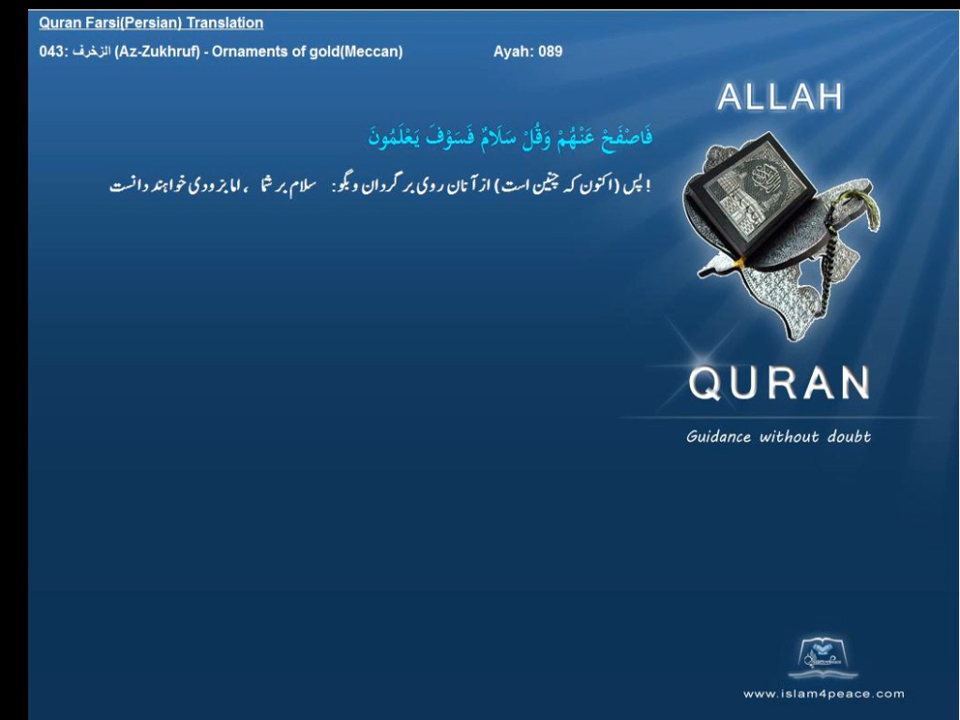 Quran Farsi(Persian) Translation
043: الزخرف (Az-Zukhruf) - Ornaments of gold(Meccan) Ayah: 089
ALLAH
فَاصْفَحْ عَنْهُمْ وَقُلْ سَلَامٌ فَسَوْفَ يَعْلَمُونَ
! پس (اکنون که چنین است) از آنان روی بر گردان و بگو: سلام بر شما ، اما بزودی خواهند دانست
QURAN
Guidance without doubt
www.islam4peace.com